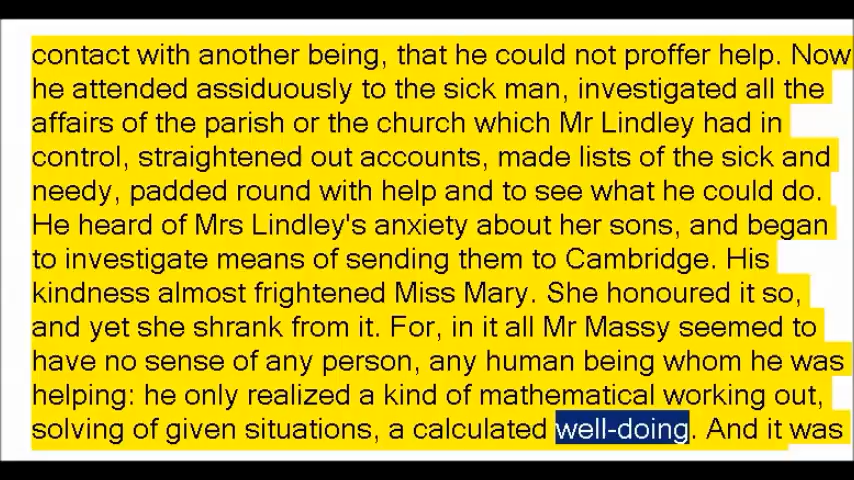 contact with another being, that he could not proffer help. Now
he attended assiduously to the sick man, investigated all the
affairs of the parish or the church which Mr Lindley had in
control, straightened out accounts, made lists of the sick and
needy, padded round with help and to see what he could do.
He heard of Mrs Lindley's anxiety about her sons, and began
to investigate means of sending them to Cambridge. His
kindness almost frightened Miss Mary. She honoured it so,
and yet she shrank from it. For, in it all Mr Massy seemed to
have no sense of any person, any human being whom he was
helping: he only realized a kind of mathematical working out,
solving of given situations, a calculated well-doing. And it was